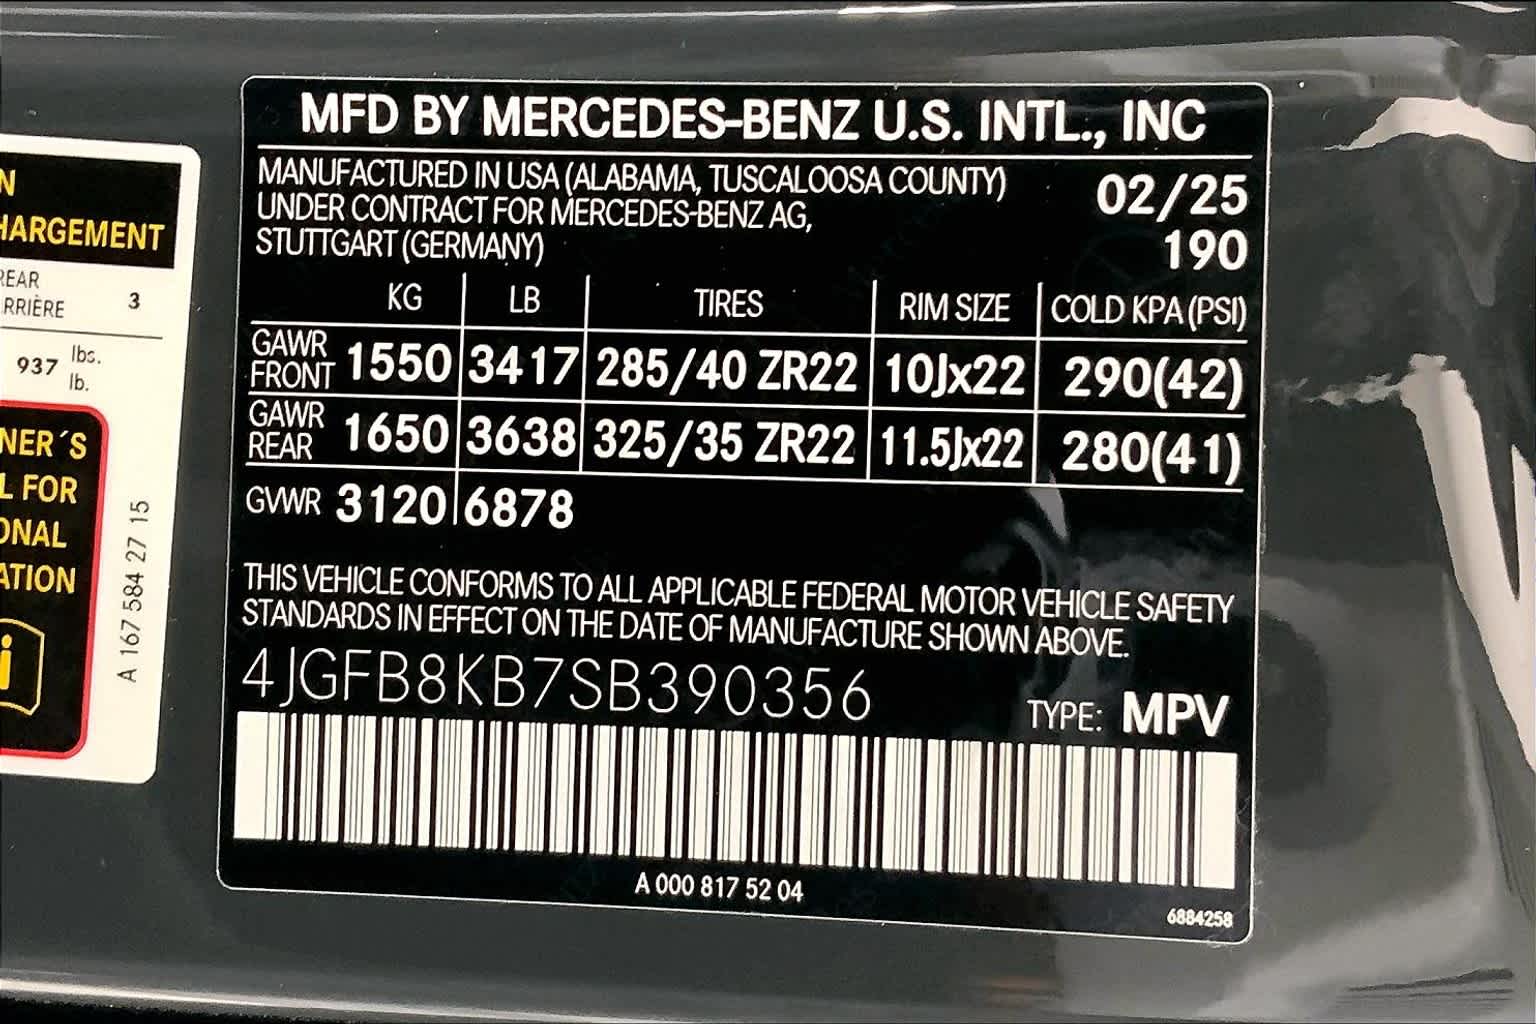 N
HARGEMENT
REAR
RRIÈRE 3
937 lbs.
lb.
NER´S
L FOR
ONAL
ATION
i
A 167 584 27 15
MFD BY MERCEDES-BENZ U.S. INTL., INC
MANUFACTURED IN USA (ALABAMA, TUSCALOOSA COUNTY) 02/25
UNDER CONTRACT FOR MERCEDES-BENZ AG, 190
STUTTGART (GERMANY)
KG LB TIRES RIM SIZE COLD KPA (PSI)
GAWR FRONT 1550 3417 285/40 ZR22 10Jx22 290(42)
GAWR REAR 1650 3638 325/35 ZR22 11.5Jx22 280(41)
GVWR 3120 6878
THIS VEHICLE CONFORMS TO ALL APPLICABLE FEDERAL MOTOR VEHICLE SAFETY
STANDARDS IN EFFECT ON THE DATE OF MANUFACTURE SHOWN ABOVE.
4JGFB8KB7SB390356
TYPE: MPV
A 000 817 52 04
6884258